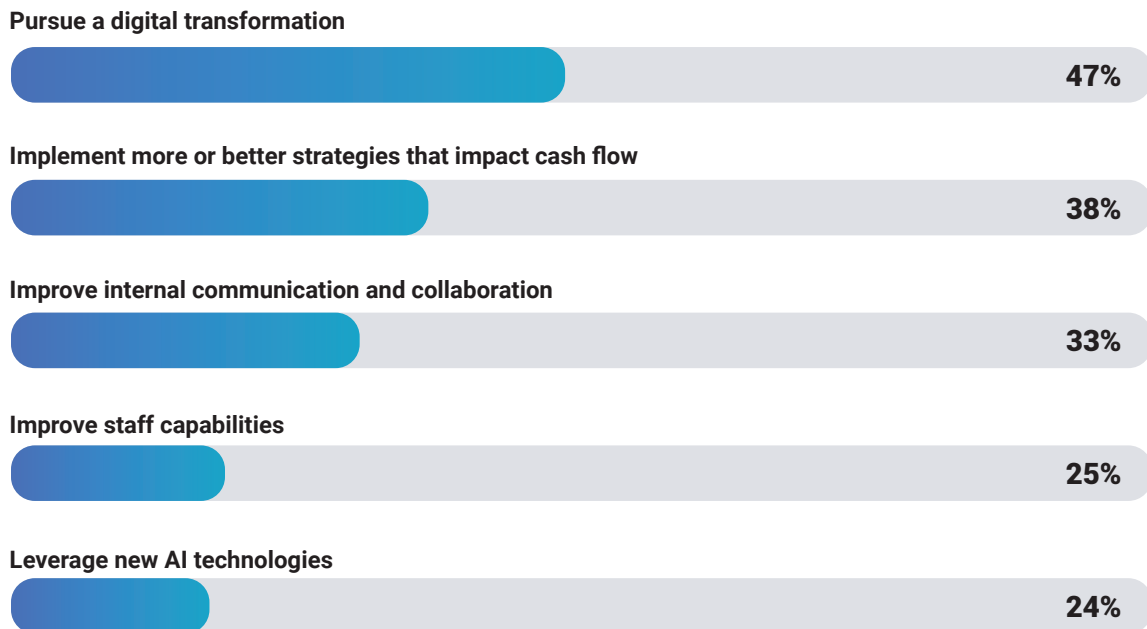 Pursue a digital transformation
47%
Implement more or better strategies that impact cash flow
38%
Improve internal communication and collaboration
33%
Improve staff capabilities
25%
Leverage new AI technologies
24%